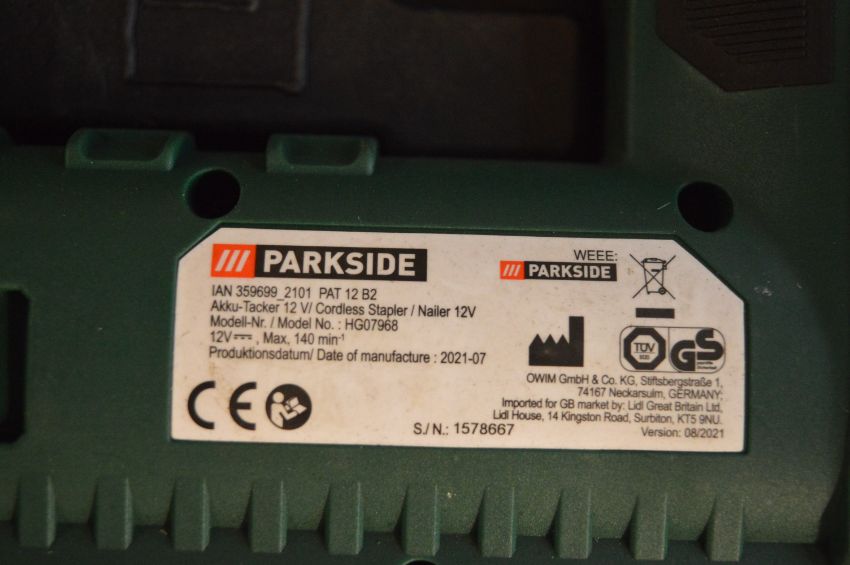 PARKSIDE
IAN 359699_2101 PAT 12 B2
Akku-Tacker 12 V/ Cordless Stapler / Nailer 12V
Modell-Nr. / Model No. : HG07968
12V⎓, Max, 140 min⁻¹
Produktionsdatum/ Date of manufacture : 2021-07
CE
S./ N.: 1578667
WEEE:
PARKSIDE
TÜV
SÜD
GS
OWIM GmbH & Co. KG, Stiftsbergstraße 1,
74167 Neckarsulm, GERMANY;
Imported for GB market by: Lidl Great Britain Ltd,
Lidl House, 14 Kingston Road, Surbiton, KT5 9NU.
Version: 08/2021